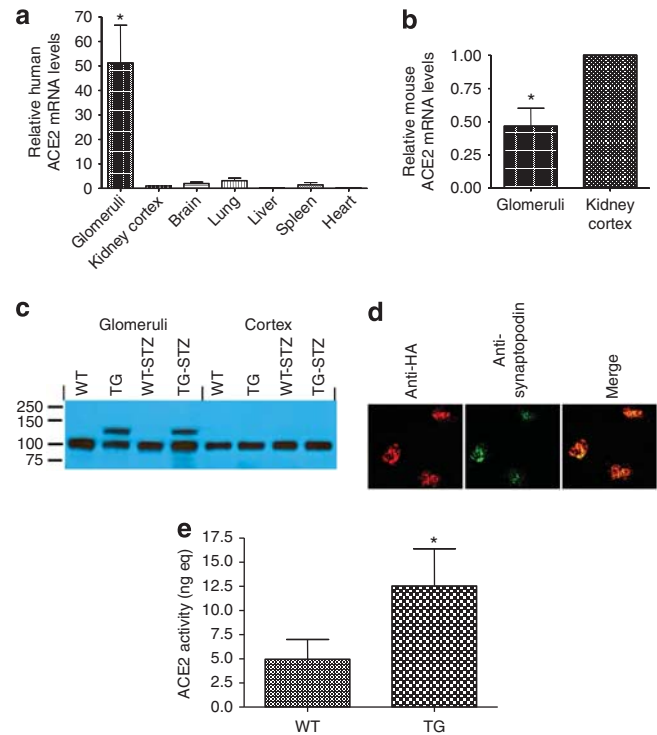 a
Relative human
ACE2 mRNA levels
70
60
50
40
30
20
10
0
*
Glomeruli
Kidney cortex
Brain
Lung
Liver
Spleen
Heart
b
Relative mouse
ACE2 mRNA levels
1.00
0.75
0.50
0.25
0.00
*
Glomeruli
Kidney
cortex
c
Glomeruli
Cortex
WT
TG
WT-STZ
TG-STZ
WT
TG
WT-STZ
TG-STZ
250
150
100
75
d
Anti-HA
Anti-
synaptopodin
Merge
e
ACE2 activity (ng eq)
17.5
15.0
12.5
10.0
7.5
5.0
2.5
0.0
*
WT
TG